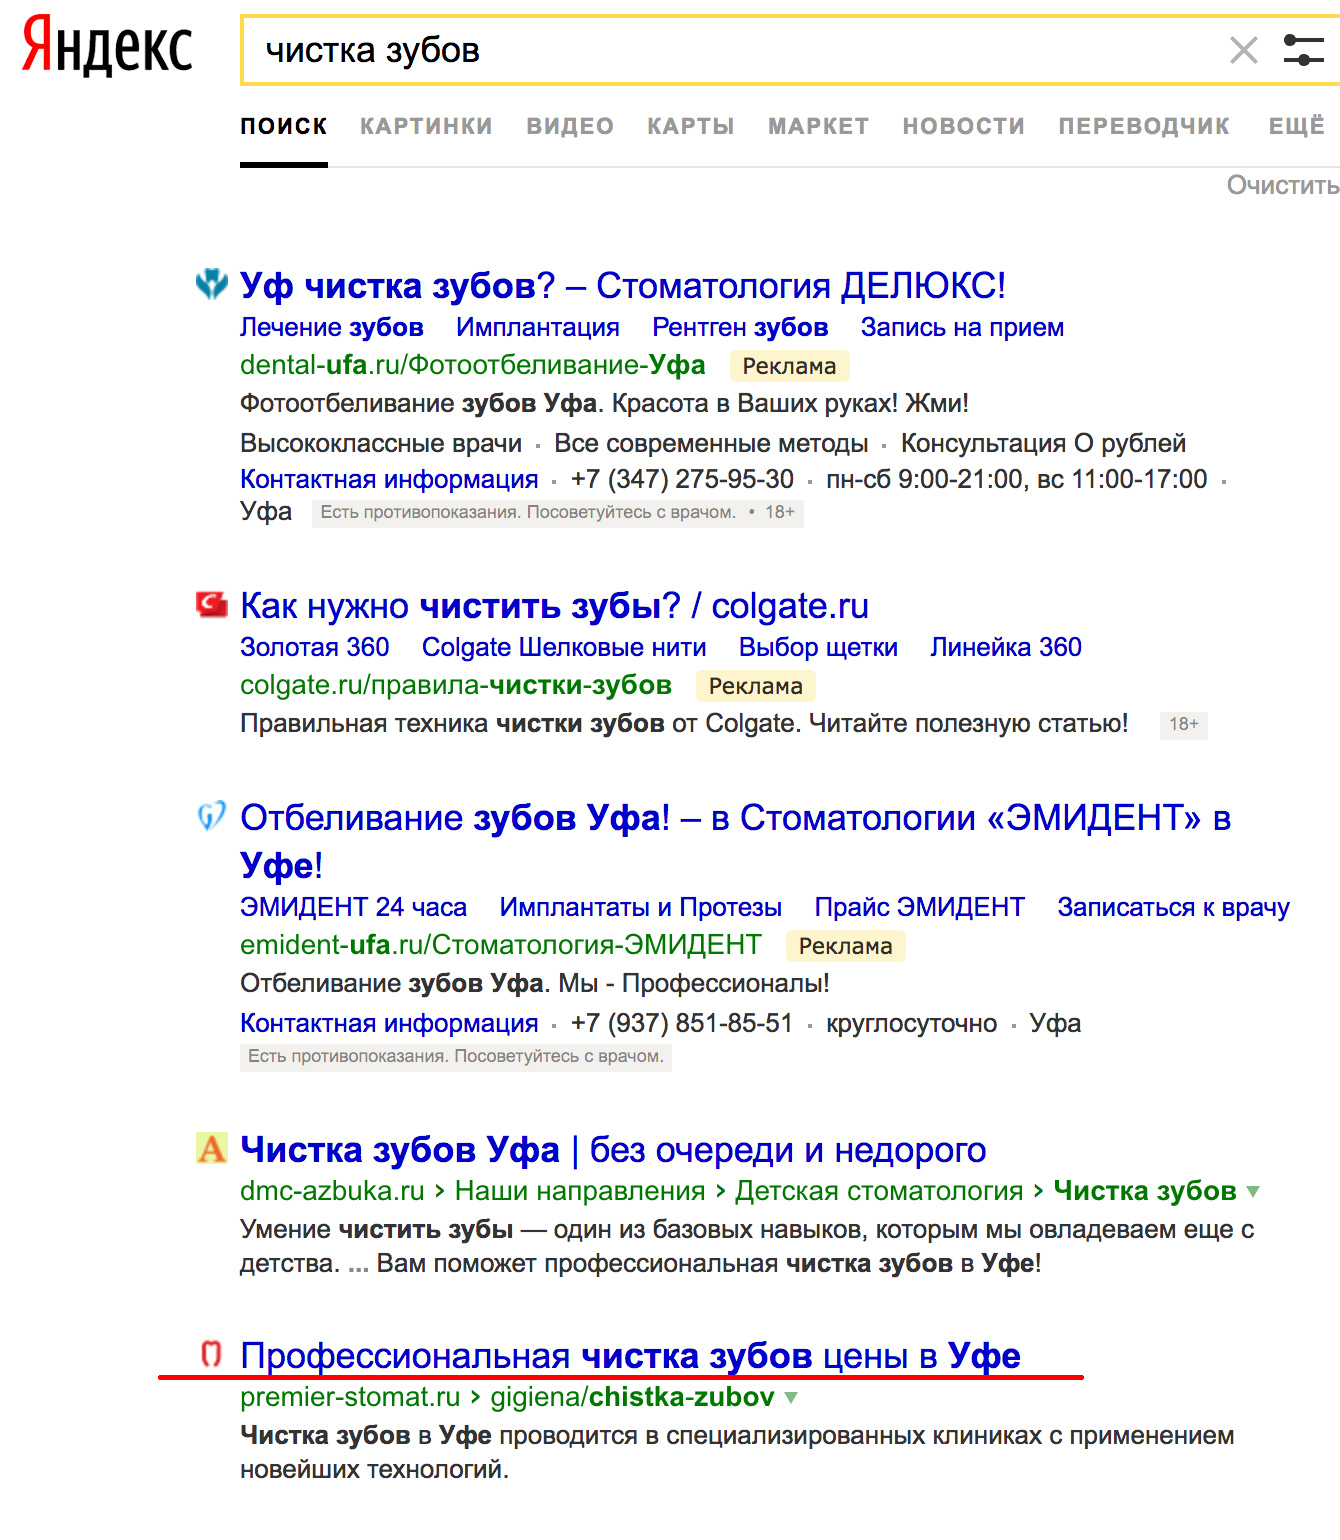 Яндекс
чистка зубов
ПОИСК КАРТИНКИ ВИДЕО КАРТЫ МАРКЕТ НОВОСТИ ПЕРЕВОДЧИК ЕЩЁ
Очистить
Уф чистка зубов? – Стоматология ДЕЛЮКС!
Лечение зубов Имплантация Рентген зубов Запись на прием
dental-ufa.ru/Фотоотбеливание-Уфа Реклама
Фотоотбеливание зубов Уфа. Красота в Ваших руках! Жми!
Высококлассные врачи · Все современные методы · Консультация О рублей
Контактная информация · +7 (347) 275-95-30 · пн-сб 9:00-21:00, вс 11:00-17:00 ·
Уфа Есть противопоказания. Посоветуйтесь с врачом. • 18+
Как нужно чистить зубы? / colgate.ru
Золотая 360 Colgate Шелковые нити Выбор щетки Линейка 360
colgate.ru/правила-чистки-зубов Реклама
Правильная техника чистки зубов от Colgate. Читайте полезную статью! 18+
Отбеливание зубов Уфа! – в Стоматологии «ЭМИДЕНТ» в
Уфе!
ЭМИДЕНТ 24 часа Имплантаты и Протезы Прайс ЭМИДЕНТ Записаться к врачу
emident-ufa.ru/Стоматология-ЭМИДЕНТ Реклама
Отбеливание зубов Уфа. Мы - Профессионалы!
Контактная информация · +7 (937) 851-85-51 · круглосуточно · Уфа
Есть противопоказания. Посоветуйтесь с врачом.
Чистка зубов Уфа | без очереди и недорого
dmc-azbuka.ru › Наши направления › Детская стоматология › Чистка зубов
Умение чистить зубы — один из базовых навыков, которым мы овладеваем еще с
детства. ... Вам поможет профессиональная чистка зубов в Уфе!
Профессиональная чистка зубов цены в Уфе
premier-stomat.ru › gigiena/chistka-zubov
Чистка зубов в Уфе проводится в специализированных клиниках с применением
новейших технологий.